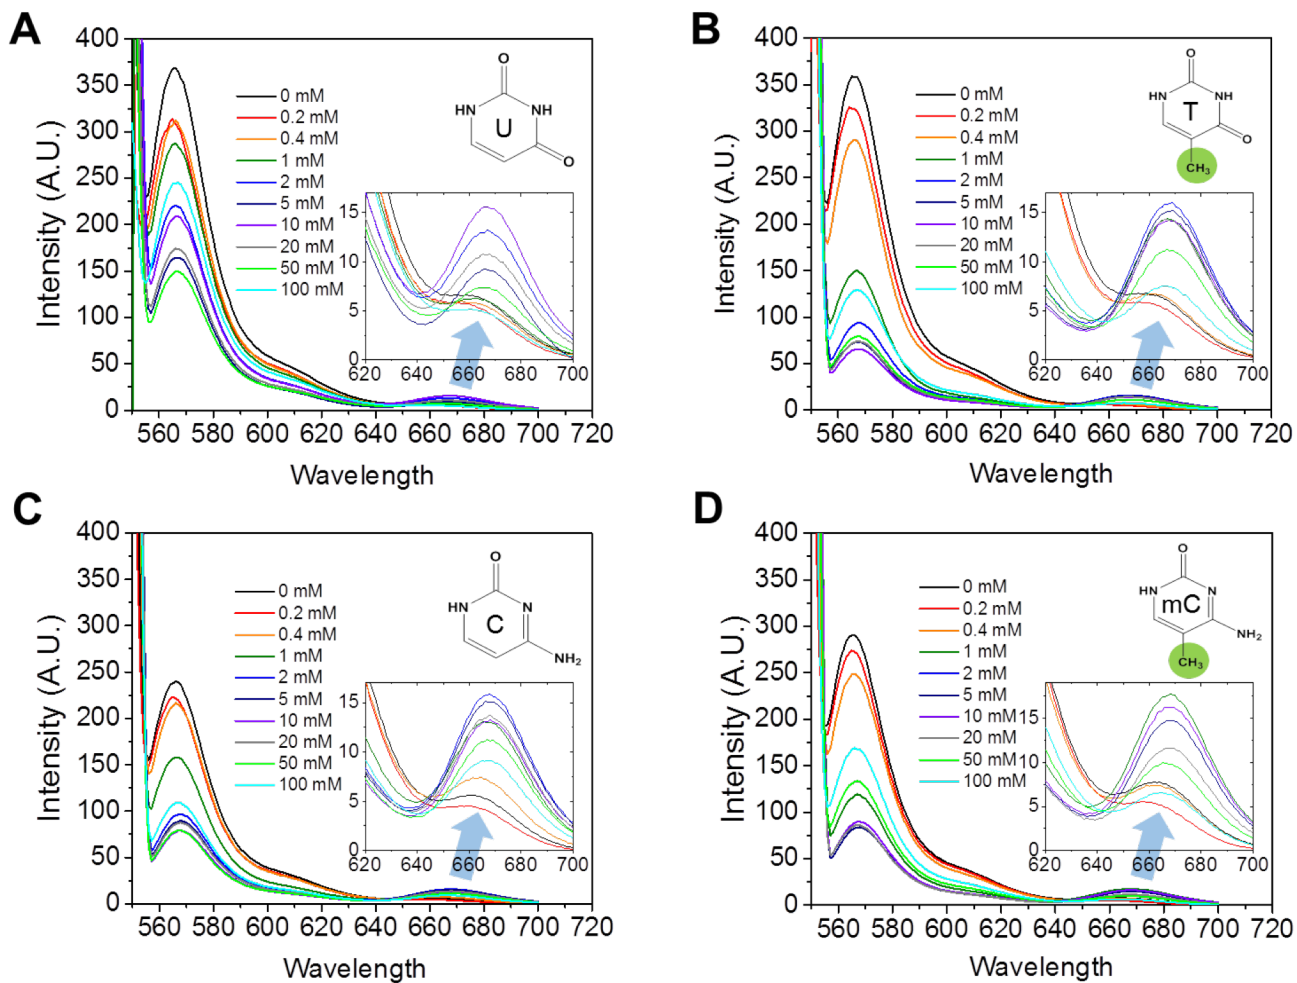 A
400
350
300
250
200
150
100
50
0
Intensity (A.U.)
0 mM
0.2 mM
0.4 mM
1 mM
2 mM
5 mM
10 mM
20 mM
50 mM
100 mM
O
HN
NH
U
O
15
10
5
0
620 640 660 680 700
560 580 600 620 640 660 680 700 720
Wavelength
B
400
350
300
250
200
150
100
50
0
Intensity (A.U.)
0 mM
0.2 mM
0.4 mM
1 mM
2 mM
5 mM
10 mM
20 mM
50 mM
100 mM
O
HN
NH
T
O
CH3
15
10
5
0
620 640 660 680 700
560 580 600 620 640 660 680 700 720
Wavelength
C
400
350
300
250
200
150
100
50
0
Intensity (A.U.)
0 mM
0.2 mM
0.4 mM
1 mM
2 mM
5 mM
10 mM
20 mM
50 mM
100 mM
O
HN
N
C
NH2
15
10
5
0
620 640 660 680 700
560 580 600 620 640 660 680 700 720
Wavelength
D
400
350
300
250
200
150
100
50
0
Intensity (A.U.)
0 mM
0.2 mM
0.4 mM
1 mM
2 mM
5 mM
10 mM
20 mM
50 mM
100 mM
O
HN
N
mC
NH2
CH3
15
10
5
0
620 640 660 680 700
560 580 600 620 640 660 680 700 720
Wavelength